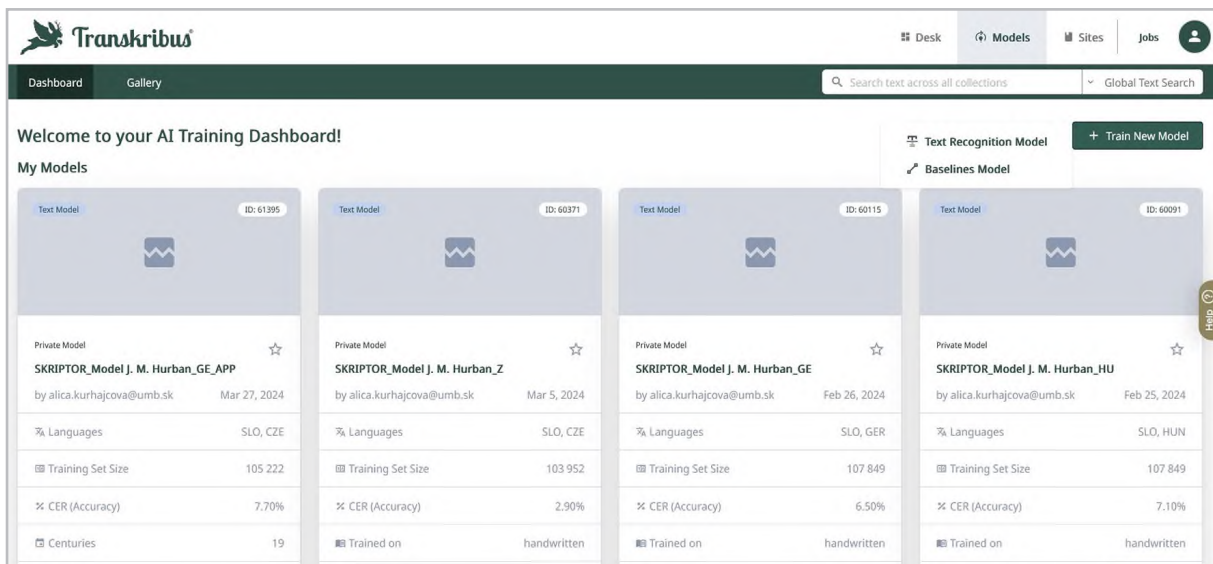 Transkribus
Desk Models Sites Jobs
Dashboard Gallery Search text across all collections Global Text Search
Welcome to your AI Training Dashboard! + Train New Model
Text Recognition Model
Baselines Model
My Models
Text Model ID: 61395 Text Model ID: 60371 Text Model ID: 60115 Text Model ID: 60091
Help
Private Model Private Model Private Model Private Model
SKRIPTOR_Model J. M. Hurban_GE_APP SKRIPTOR_Model J. M. Hurban_Z SKRIPTOR_Model J. M. Hurban_GE SKRIPTOR_Model J. M. Hurban_HU
by alica.kurhajcova@umb.sk Mar 27, 2024 by alica.kurhajcova@umb.sk Mar 5, 2024 by alica.kurhajcova@umb.sk Feb 26, 2024 by alica.kurhajcova@umb.sk Feb 25, 2024
Languages SLO, CZE Languages SLO, CZE Languages SLO, GER Languages SLO, HUN
Training Set Size 105 222 Training Set Size 103 952 Training Set Size 107 849 Training Set Size 107 849
CER (Accuracy) 7.70% CER (Accuracy) 2.90% CER (Accuracy) 6.50% CER (Accuracy) 7.10%
Centuries 19 Trained on handwritten Trained on handwritten Trained on handwritten